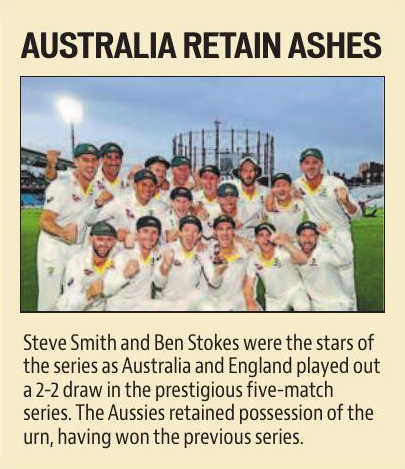 AUSTRALIA RETAIN ASHES
Steve Smith and Ben Stokes were the stars of
the series as Australia and England played out
a 2-2 draw in the prestigious five-match
series. The Aussies retained possession of the
urn, having won the previous series.